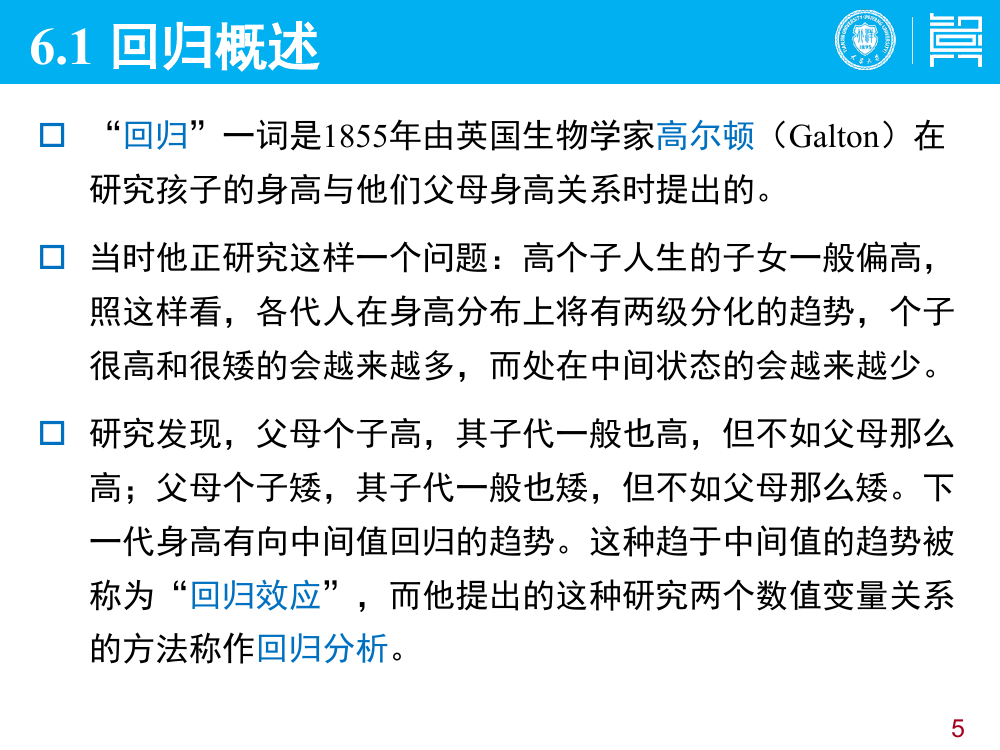 6.1 回归概述
“回归”一词是1855年由英国生物学家高尔顿（Galton）在
研究孩子的身高与他们父母身高关系时提出的。
当时他正研究这样一个问题：高个子人生的子女一般偏高，
照这样看，各代人在身高分布上将有两级分化的趋势，个子
很高和很矮的会越来越多，而处在中间状态的会越来越少。
研究发现，父母个子高，其子代一般也高，但不如父母那么
高；父母个子矮，其子代一般也矮，但不如父母那么矮。下
一代身高有向中间值回归的趋势。这种趋于中间值的趋势被
称为“回归效应”，而他提出的这种研究两个数值变量关系
的方法称作回归分析。
5